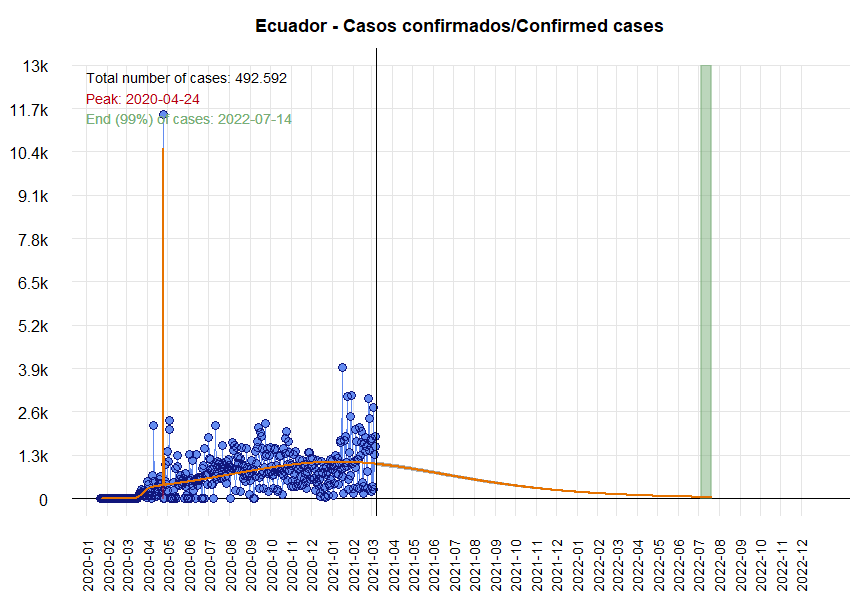 Ecuador - Casos confirmados/Confirmed cases
13k
11.7k
10.4k
9.1k
7.8k
6.5k
5.2k
3.9k
2.6k
1.3k
0
Total number of cases: 492.592
Peak: 2020-04-24
End (99%) of cases: 2022-07-14
2020-01
2020-02
2020-03
2020-04
2020-05
2020-06
2020-07
2020-08
2020-09
2020-10
2020-11
2020-12
2021-01
2021-02
2021-03
2021-04
2021-05
2021-06
2021-07
2021-08
2021-09
2021-10
2021-11
2021-12
2022-01
2022-02
2022-03
2022-04
2022-05
2022-06
2022-07
2022-08
2022-09
2022-10
2022-11
2022-12